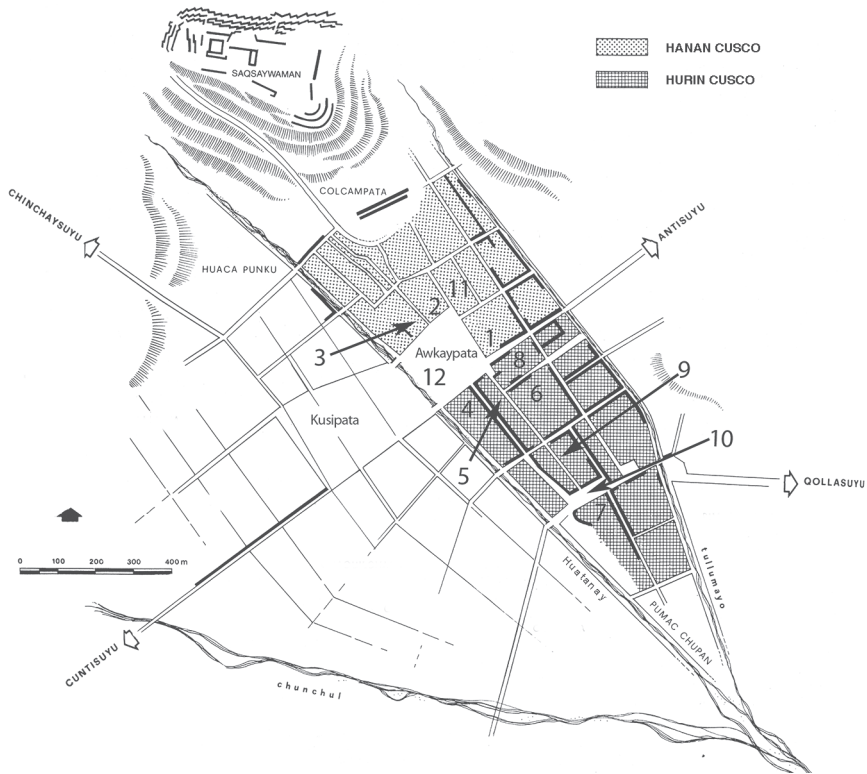 HANAN CUSCO
HURIN CUSCO
SAQSAYWAMAN
COLCAMPATA
CHINCHAYSUYU
ANTISUYU
HUACA PUNKU
11
2
1
3
Awkaypata
8
9
12
6
4
Kusipata
10
5
QOLLASUYU
7
0 100 200 300 400 m
Huatanay
tullumayo
PUMAC CHUPAN
CUNTISUYU
chunchul